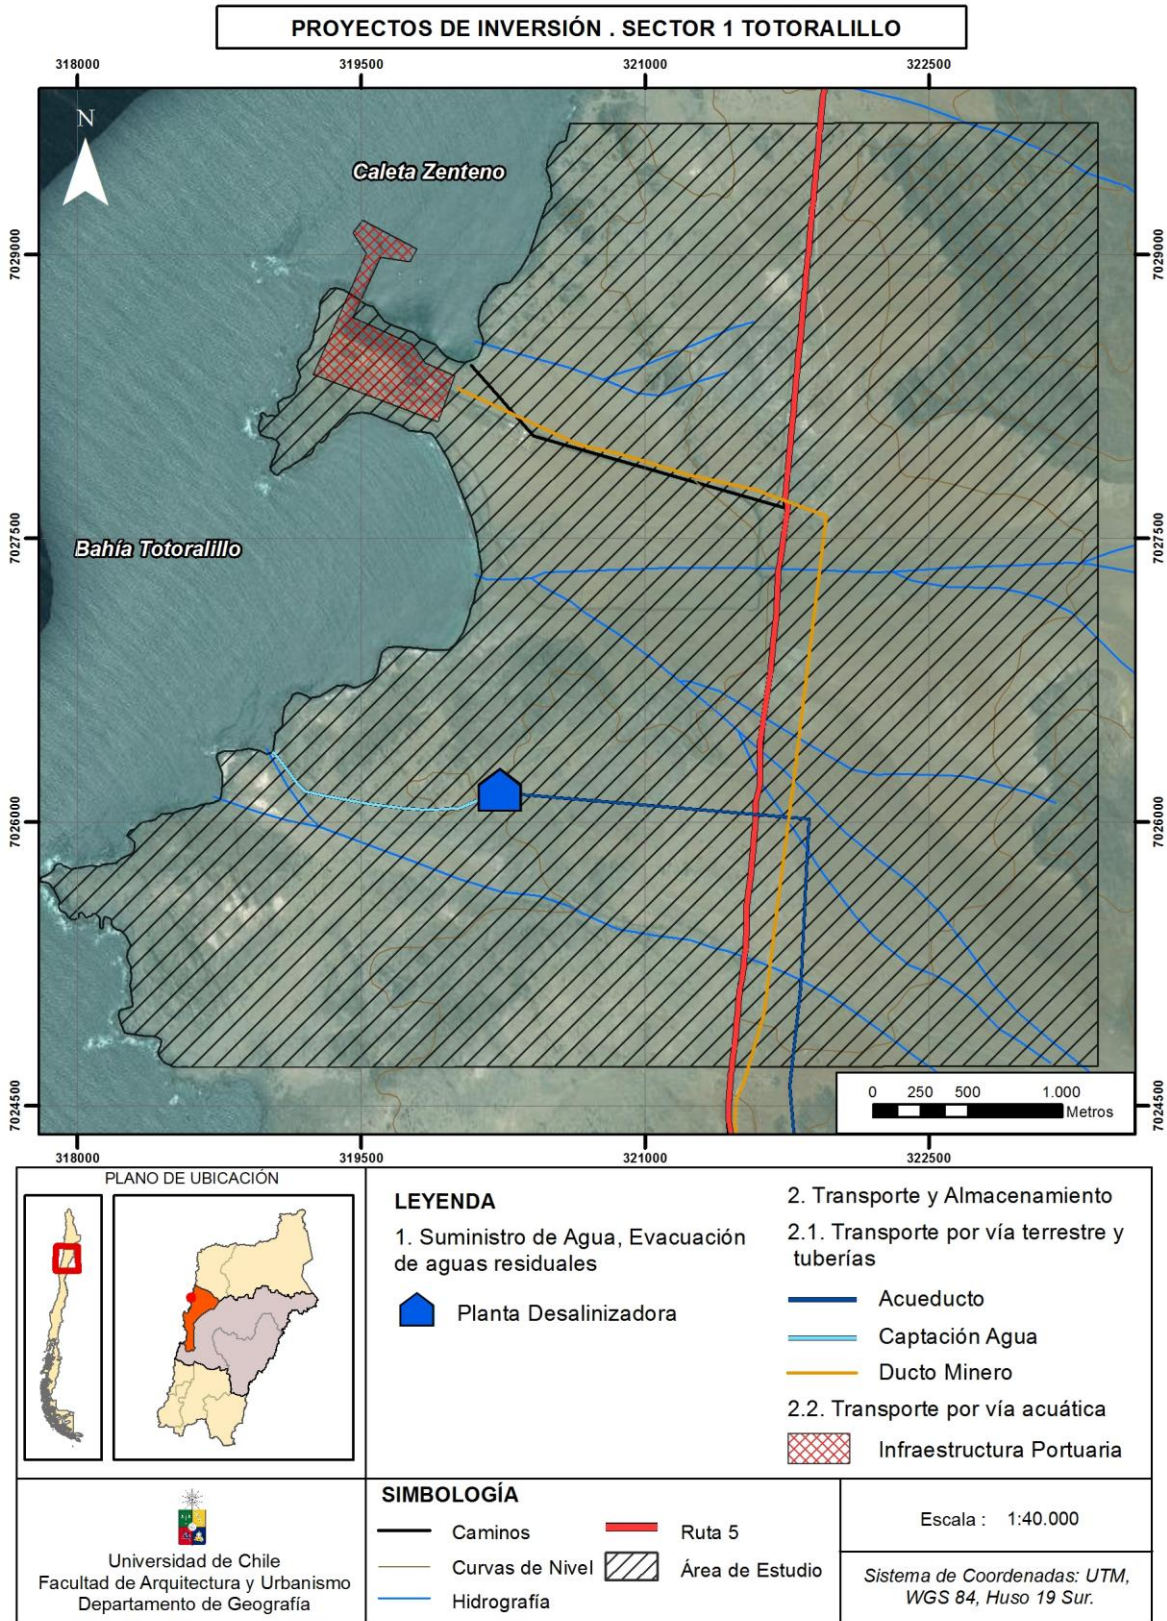 PROYECTOS DE INVERSIÓN . SECTOR 1 TOTORALILLO
318000
319500
321000
322500
N
Caleta Zenteno
7029000
7029000
7027500
7027500
Bahía Totoralillo
7026000
7026000
7024500
7024500
0 250 500 1.000
Metros
318000
319500
321000
322500
PLANO DE UBICACIÓN
LEYENDA
1. Suministro de Agua, Evacuación
de aguas residuales
Planta Desalinizadora
2. Transporte y Almacenamiento
2.1. Transporte por vía terrestre y
tuberías
Acueducto
Captación Agua
Ducto Minero
2.2. Transporte por vía acuática
Infraestructura Portuaria
Universidad de Chile
Facultad de Arquitectura y Urbanismo
Departamento de Geografía
SIMBOLOGÍA
Caminos
Curvas de Nivel
Hidrografía
Ruta 5
Área de Estudio
Escala : 1:40.000
Sistema de Coordenadas: UTM,
WGS 84, Huso 19 Sur.